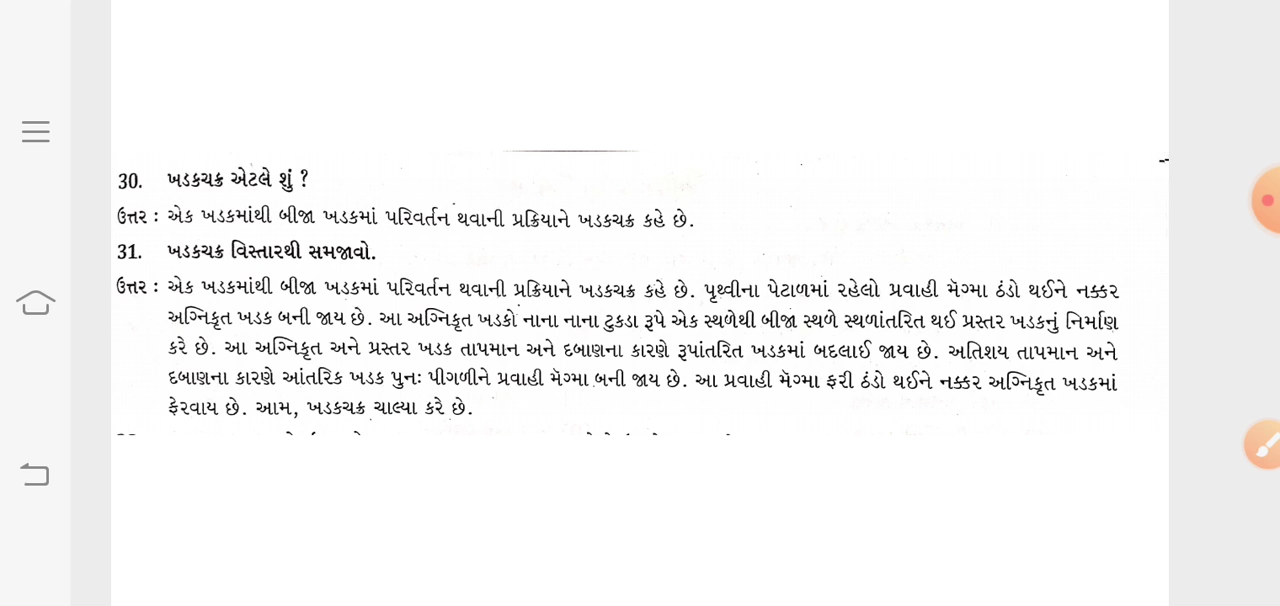 30. ખડકચક્ર એટલે શું ?
ઉત્તર : એક ખડકમાંથી બીજા ખડકમાં પરિવર્તન થવાની પ્રક્રિયાને ખડકચક્ર કહે છે.
31. ખડકચક્ર વિસ્તારથી સમજાવો.
ઉત્તર : એક ખડકમાંથી બીજા ખડકમાં પરિવર્તન થવાની પ્રક્રિયાને ખડકચક્ર કહે છે. પૃથ્વીના પેટાળમાં રહેલો પ્રવાહી મૅગ્મા ઠંડો થઈને નક્કર
અગ્નિકૃત ખડક બની જાય છે. આ અગ્નિકૃત ખડકો નાના નાના ટુકડા રૂપે એક સ્થળેથી બીજા સ્થળે સ્થળાંતરિત થઈ પ્રસ્તર ખડકનું નિર્માણ
કરે છે. આ અગ્નિકૃત અને પ્રસ્તર ખડક તાપમાન અને દબાણના કારણે રૂપાંતરિત ખડકમાં બદલાઈ જાય છે. અતિશય તાપમાન અને
દબાણના કારણે આંતરિક ખડક પુનઃ પીગળીને પ્રવાહી મૅગ્મા બની જાય છે. આ પ્રવાહી મૅગ્મા ફરી ઠંડો થઈને નક્કર અગ્નિકૃત ખડકમાં
ફેરવાય છે. આમ, ખડકચક્ર ચાલ્યા કરે છે.